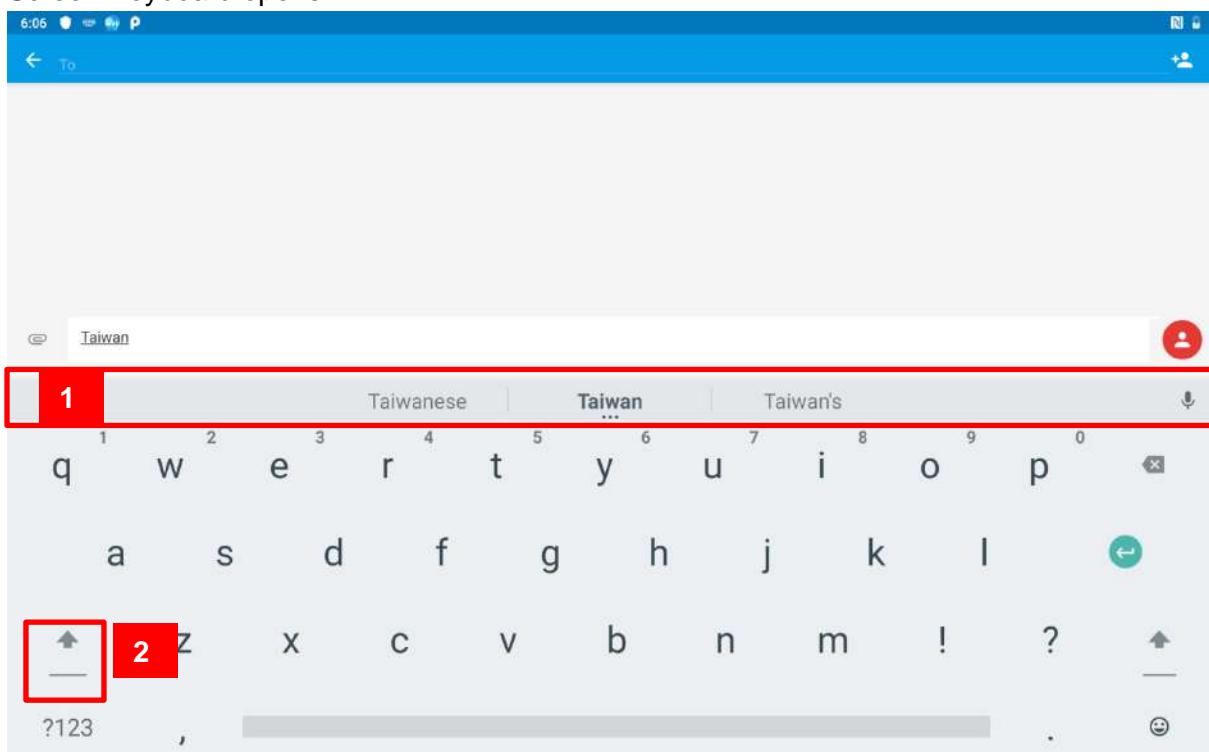 6:06
To
Taiwan
1 Taiwanese Taiwan Taiwan's
1 2 3 4 5 6 7 8 9 0
q w e r t y u i o p
a s d f g h j k l
2 z x c v b n m ! ?
?123 , .